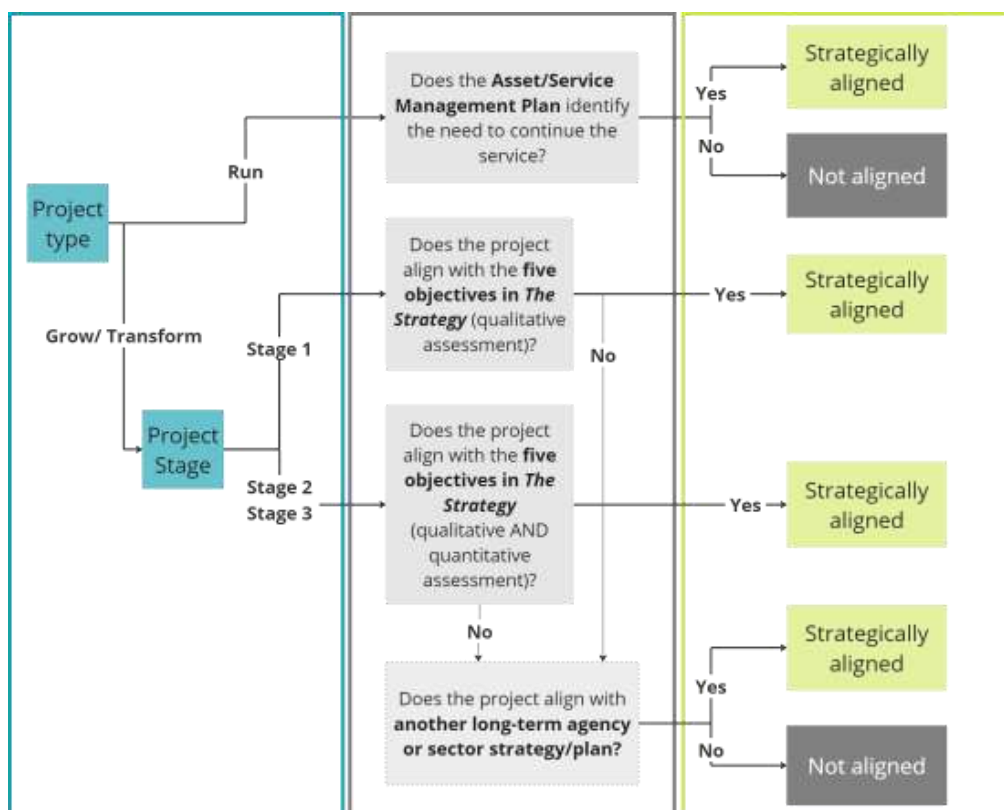 Project
type
Run
Grow/ Transform
Project
Stage
Stage 1
Stage 2
Stage 3
Does the Asset/Service
Management Plan identify
the need to continue the
service?
Yes
No
Strategically
aligned
Not aligned
Does the project
align with the five
objectives in The
Strategy (qualitative
assessment)?
Yes
No
Strategically
aligned
Does the project
align with the five
objectives in The
Strategy
(qualitative AND
quantitative
assessment)?
Yes
No
Strategically
aligned
Does the project align with
another long-term agency
or sector strategy/plan?
Yes
No
Strategically
aligned
Not aligned